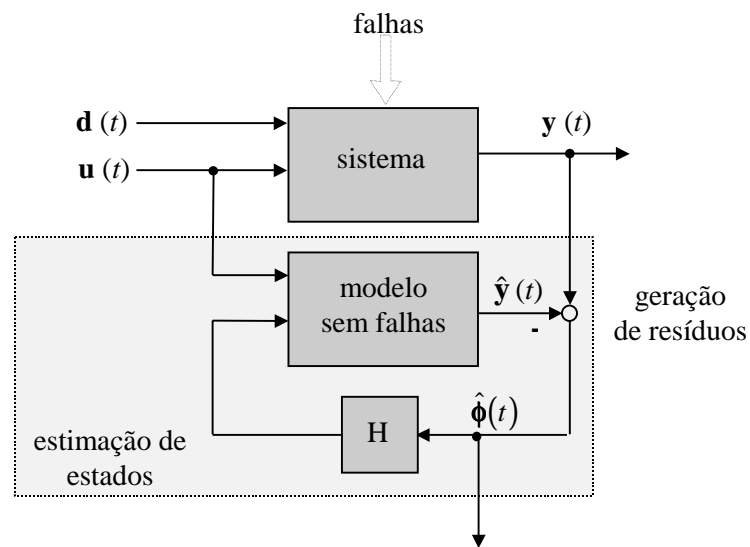 falhas
d (t)
y (t)
u (t)
sistema
modelo
sem falhas
ŷ (t)
-
geração
de resíduos
H
ϕ̂(t)
estimação de
estados